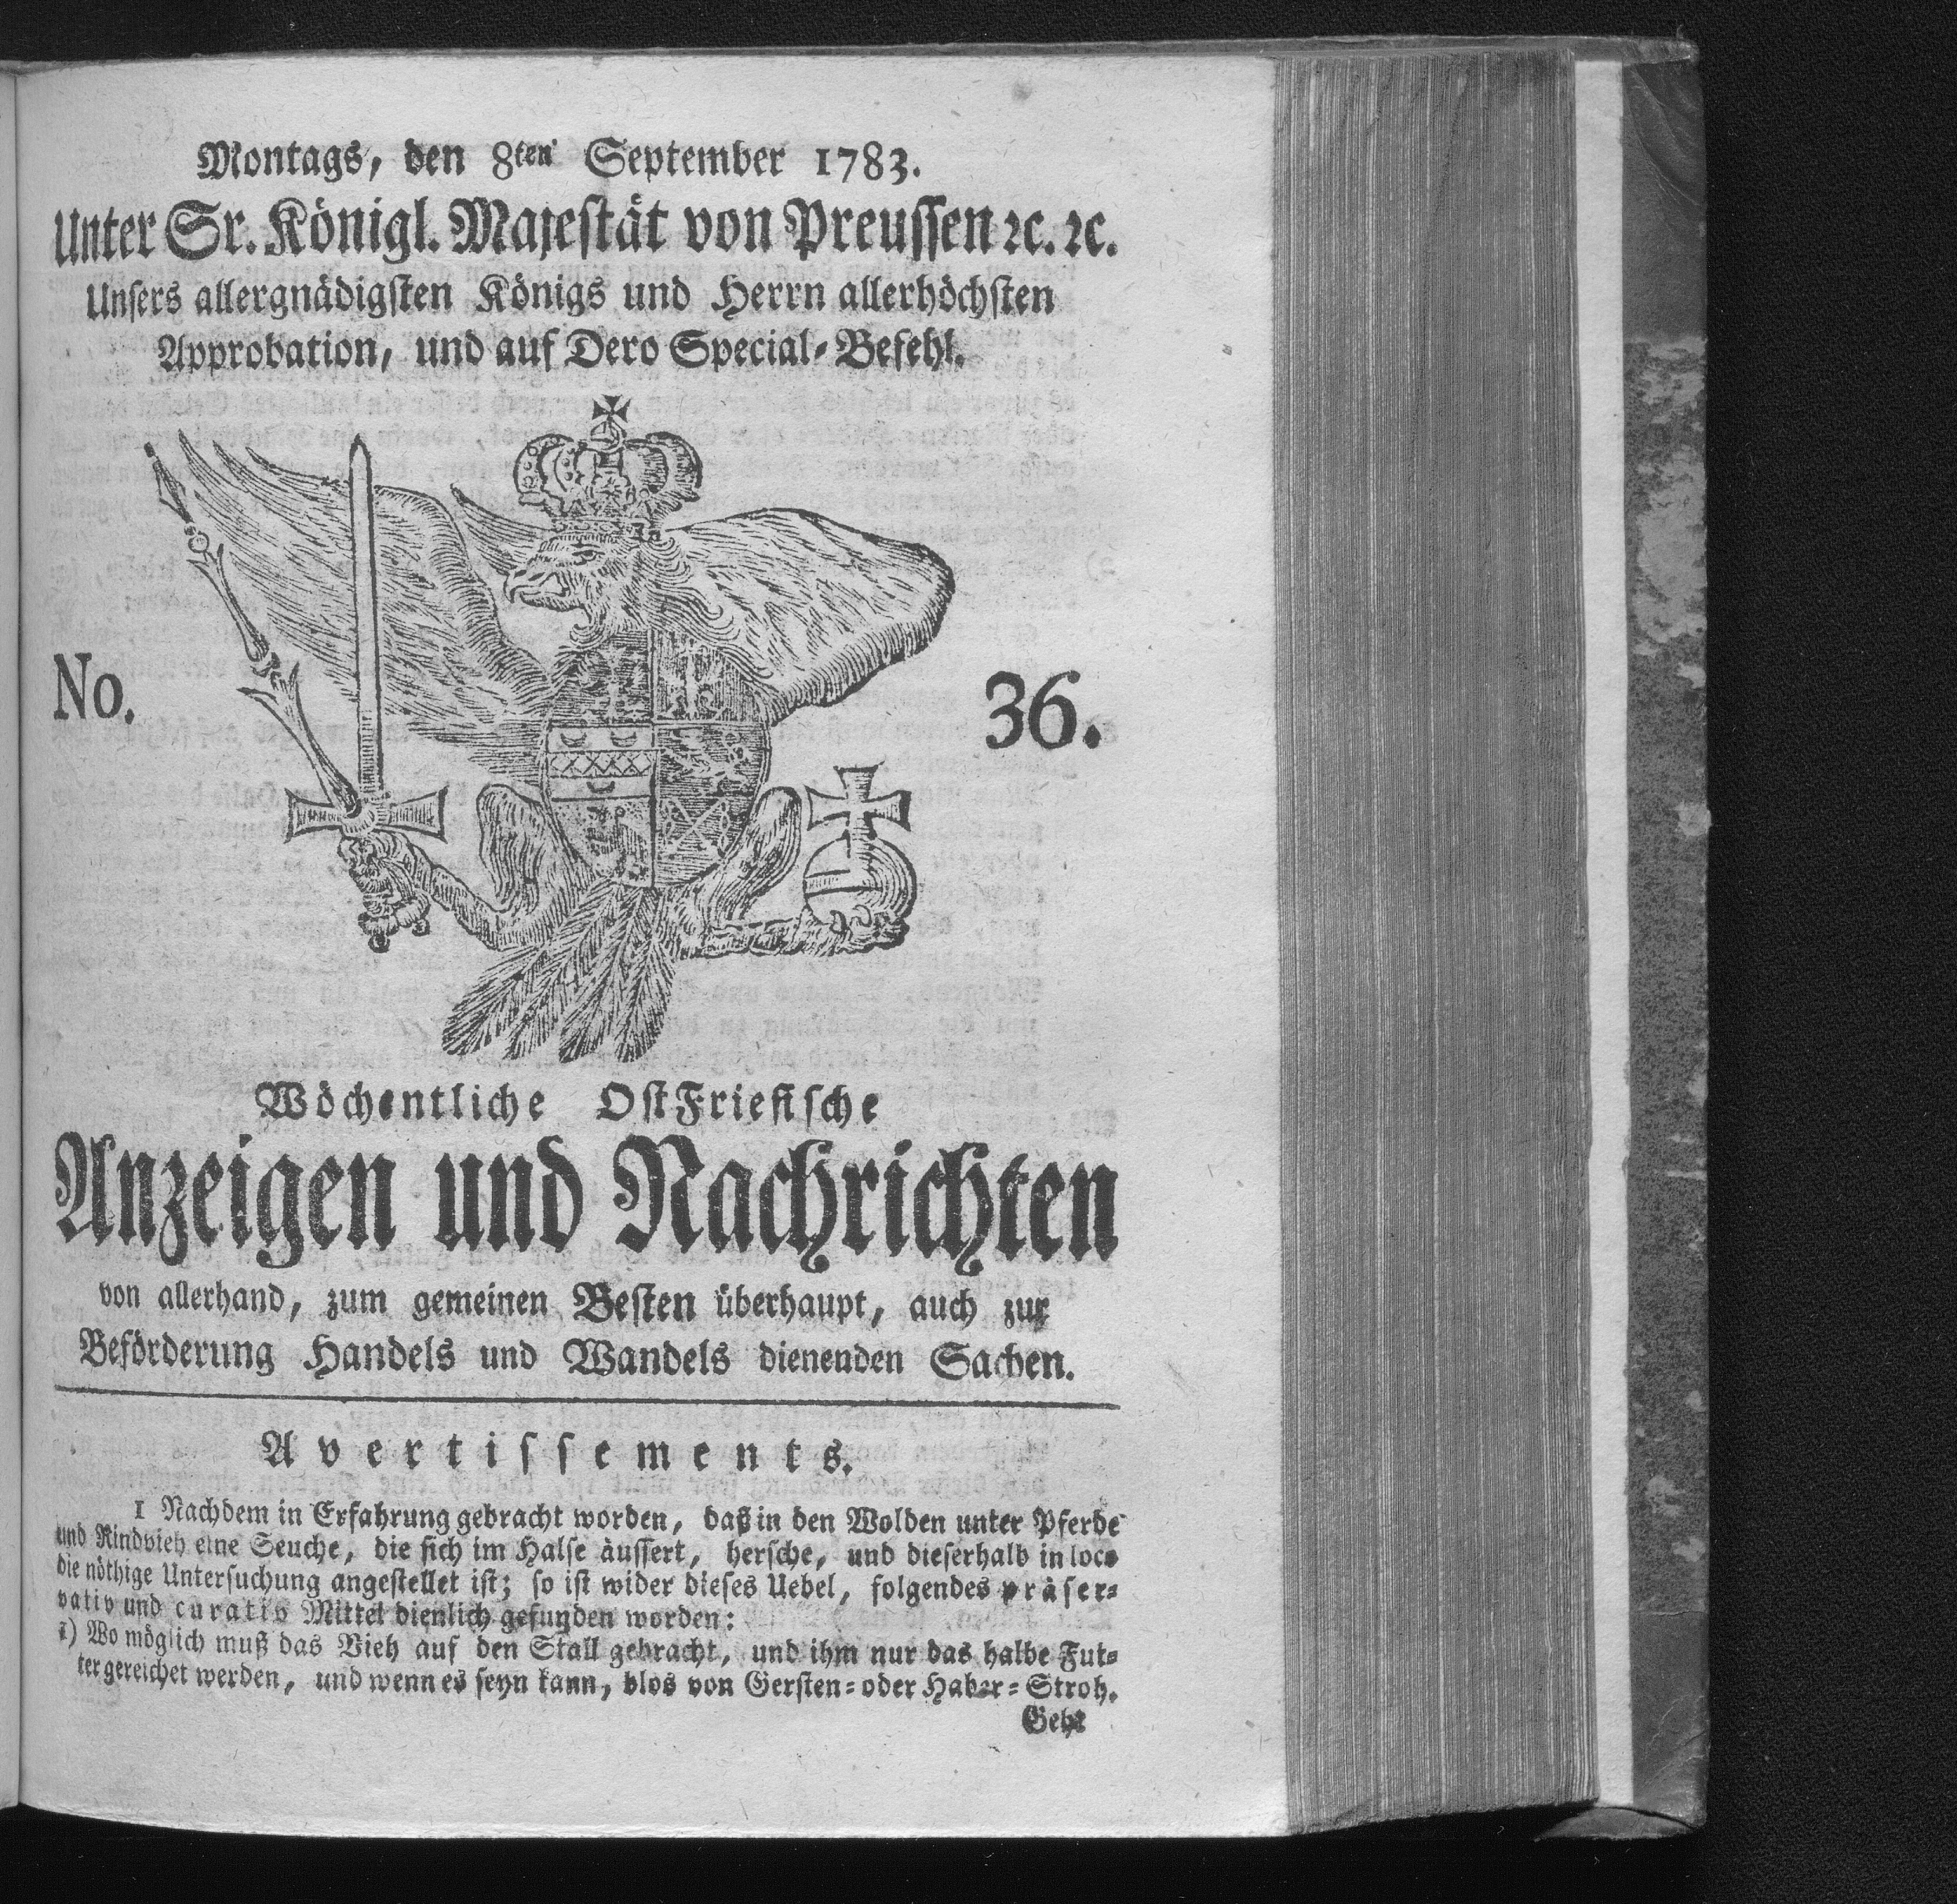 Montags, den 8ten September 1783.
Unter Sr. Königl. Majestät von Preussen ꝛc. ꝛc.
Unsers allergnädigsten Königs und Herrn allerhöchsten
Approbation, und auf Dero Special-Befehl.
No. 36.
Wöchentliche OstFriesische
Anzeigen und Nachrichten
von allerhand, zum gemeinen Besten überhaupt, auch zur
Beförderung Handels und Wandels dienenden Sachen.
Avertissements.
1 Nachdem in Erfahrung gebracht worden, daß in den Wolden unter Pferde
und Rindvieh eine Seuche, die sich im Halse äussert, hersche, und dieserhalb in loco
die nöthige Untersuchung angestellet ist; so ist wider dieses Uebel, folgendes präser-
vativ und curativ Mittel dienlich gefunden worden:
1) Wo möglich muß das Vieh auf den Stall gebracht, und ihm nur das halbe Fut-
ter gereichet werden, und wenn es seyn kann, blos von Gersten- oder Haber-Stroh.
Geht